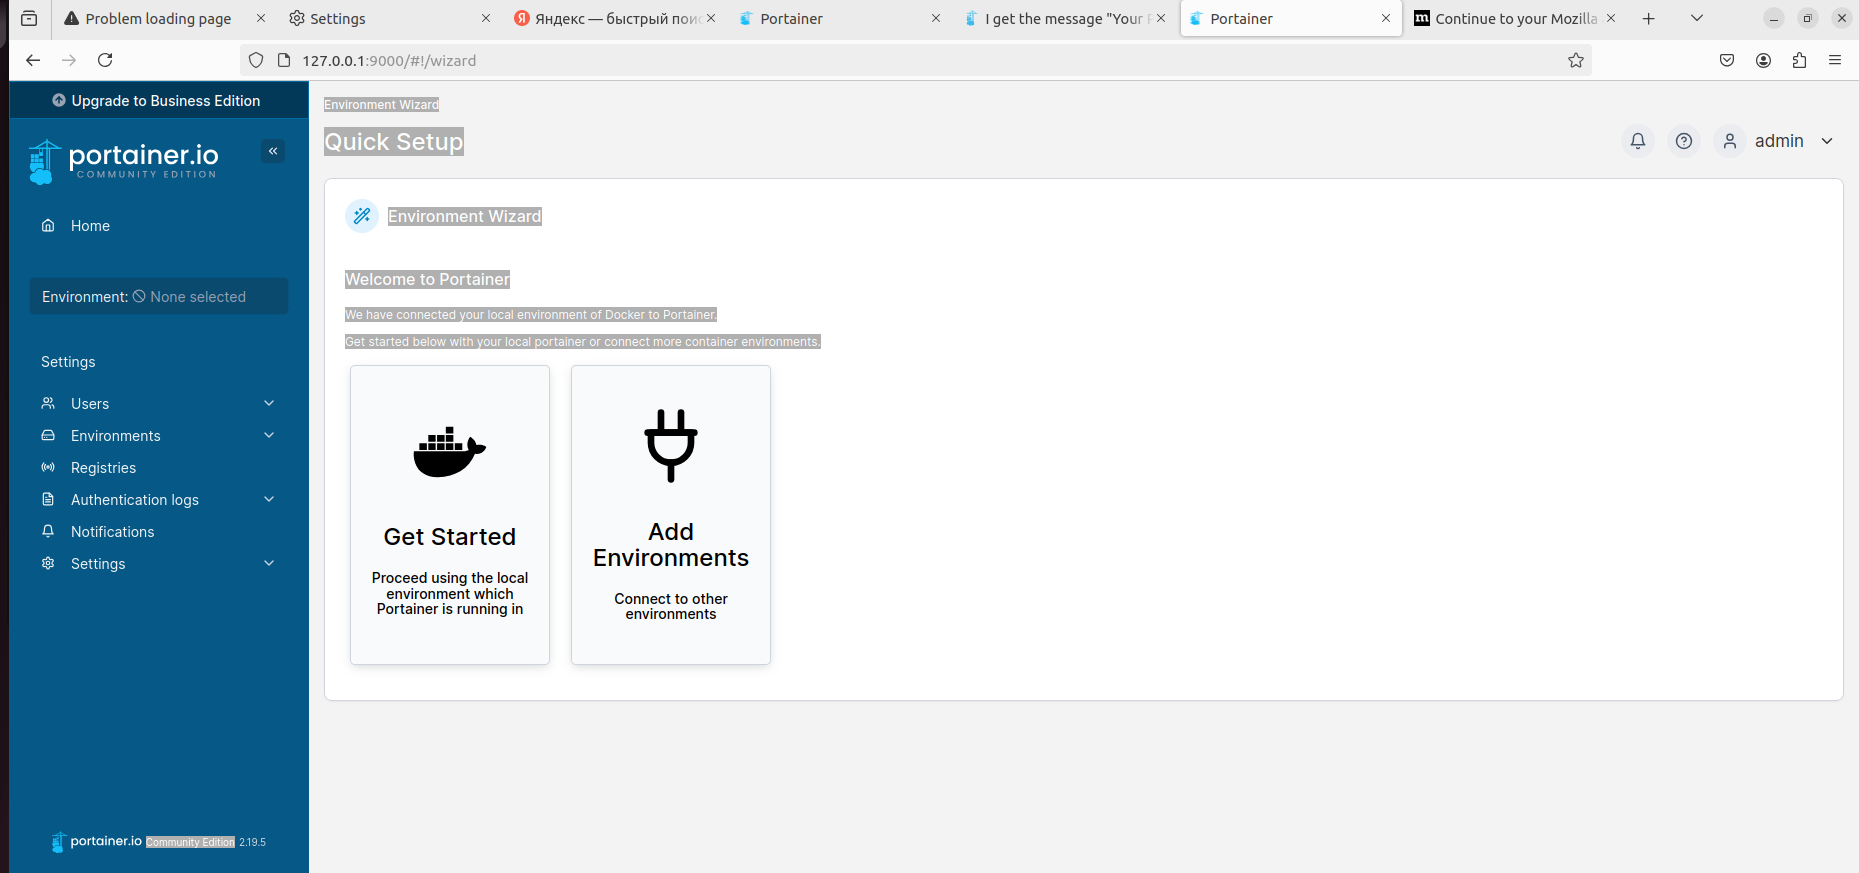 Problem loading page
Settings
Яндекс — быстрый пои
Portainer
I get the message "Your
Portainer
m
Continue to your Mozilla
127.0.0.1:9000/#!/wizard
Upgrade to Business Edition
portainer.io
COMMUNITY EDITION
Home
Environment: None selected
Settings
Users
Environments
Registries
Authentication logs
Notifications
Settings
portainer.io Community Edition 2.19.5
Environment Wizard
Quick Setup
admin
Environment Wizard
Welcome to Portainer
We have connected your local environment of Docker to Portainer.
Get started below with your local portainer or connect more container environments.
Get Started
Proceed using the local
environment which
Portainer is running in
Add
Environments
Connect to other
environments